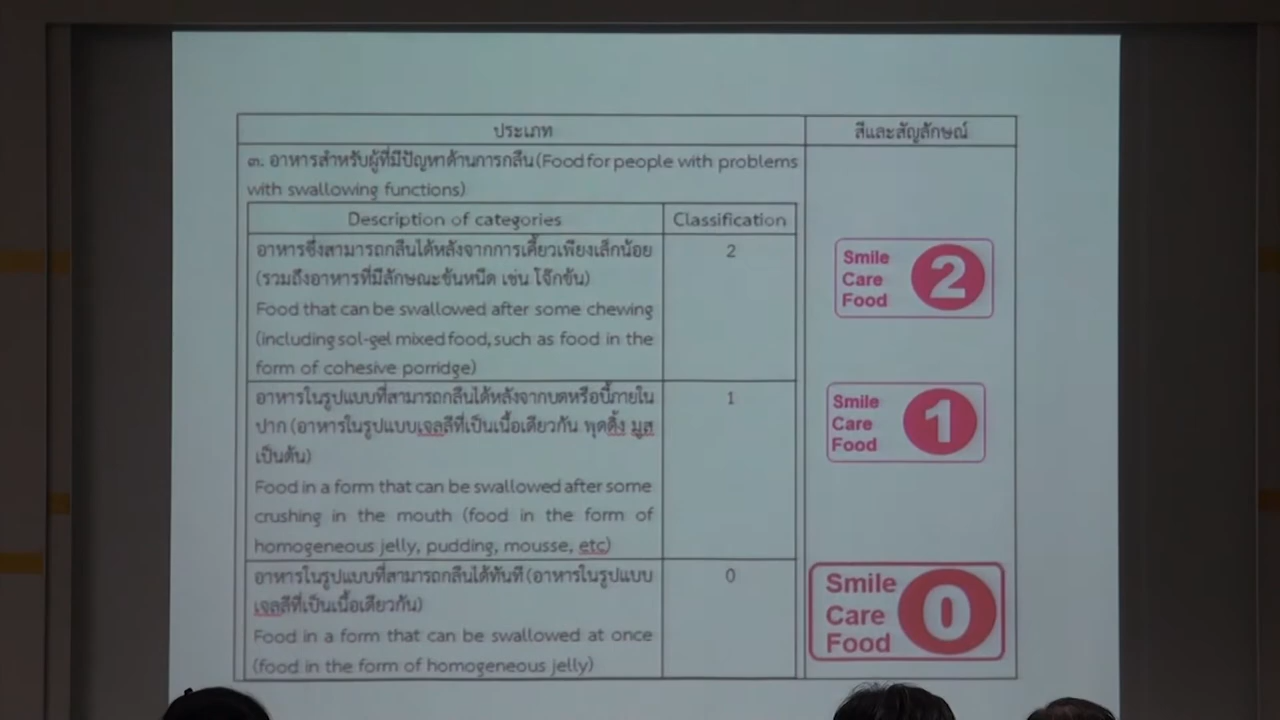 ประเภท
สีและสัญลักษณ์
๓. อาหารสำหรับผู้ที่มีปัญหาด้านการกลืน (Food for people with problems
with swallowing functions)
Description of categories
Classification
อาหารซึ่งสามารถกลืนได้หลังจากการเคี้ยวเพียงเล็กน้อย
(รวมถึงอาหารที่มีลักษณะข้นหนืด เช่น โจ๊กข้น)
Food that can be swallowed after some chewing
(including sol-gel mixed food, such as food in the
form of cohesive porridge)
2
Smile
Care
Food
2
อาหารในรูปแบบที่สามารถกลืนได้หลังจากบดหรือบี้ภายใน
ปาก (อาหารในรูปแบบเจลลีที่เป็นเนื้อเดียวกัน พุดดิ้ง มูส
เป็นต้น)
Food in a form that can be swallowed after some
crushing in the mouth (food in the form of
homogeneous jelly, pudding, mousse, etc)
1
Smile
Care
Food
1
อาหารในรูปแบบที่สามารถกลืนได้ทันที (อาหารในรูปแบบ
เจลลีที่เป็นเนื้อเดียวกัน)
Food in a form that can be swallowed at once
(food in the form of homogeneous jelly)
0
Smile
Care
Food
0